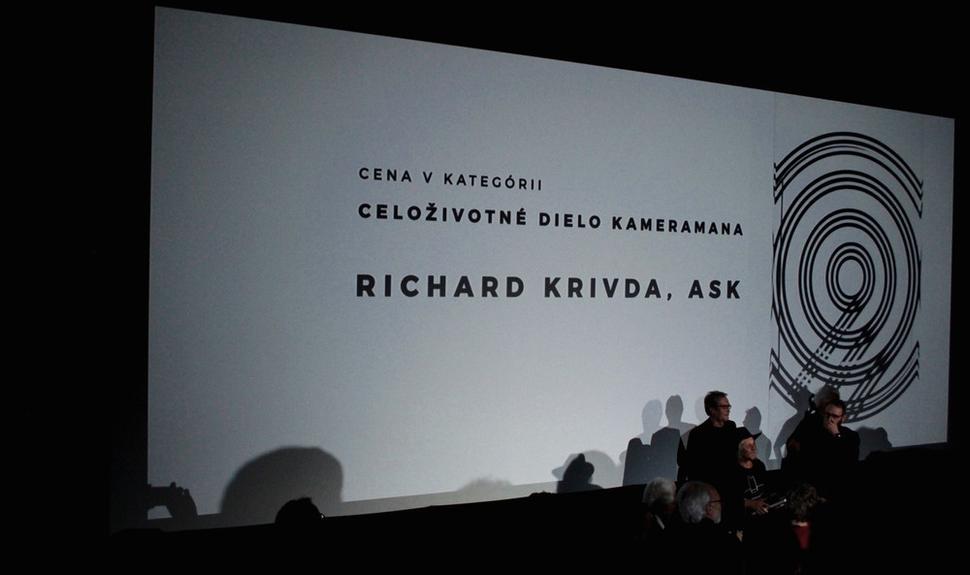 CENA V KATEGÓRII
CELOŽIVOTNÉ DIELO KAMERAMANA
RICHARD KRIVDA, ASK